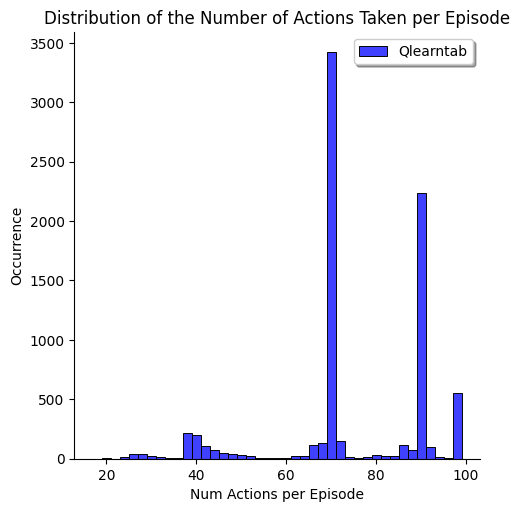 Distribution of the Number of Actions Taken per Episode
Qlearntab
3500
3000
2500
2000
1500
1000
500
0
Occurrence
20 40 60 80 100
Num Actions per Episode